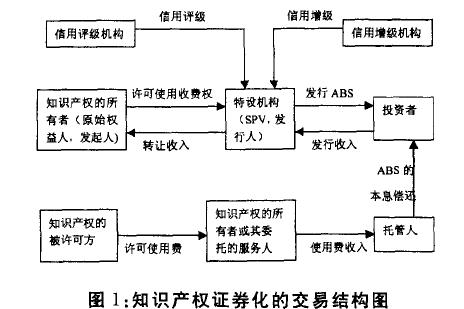 信用评级
信用增级
信用评级机构
信用增级机构
知识产权的所
有者（原始权
益人，发起人）
许可使用收费权
转让收入
特设机构
（SPV，发
行人）
发行 ABS
发行收入
投资者
ABS 的
本息偿还
知识产权的
被许可方
许可使用费
知识产权的所
有者或其委
托的服务人
使用费收入
托管人
图 1:知识产权证券化的交易结构图